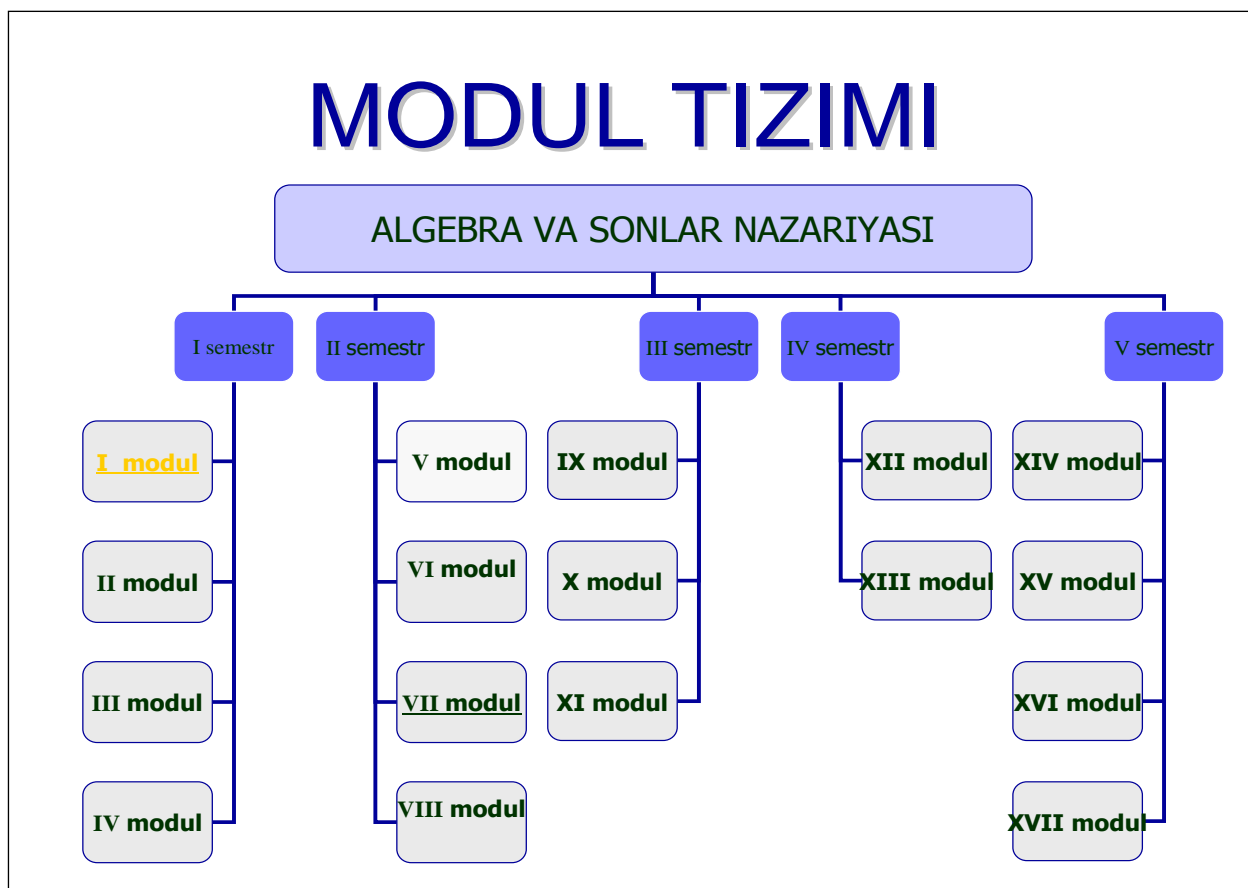 MODUL TIZIMI
ALGEBRA VA SONLAR NAZARIYASI
I semestr
II semestr
III semestr
IV semestr
V semestr
I modul
V modul
IX modul
XII modul
XIV modul
II modul
VI modul
X modul
XIII modul
XV modul
III modul
VII modul
XI modul
XVI modul
IV modul
VIII modul
XVII modul